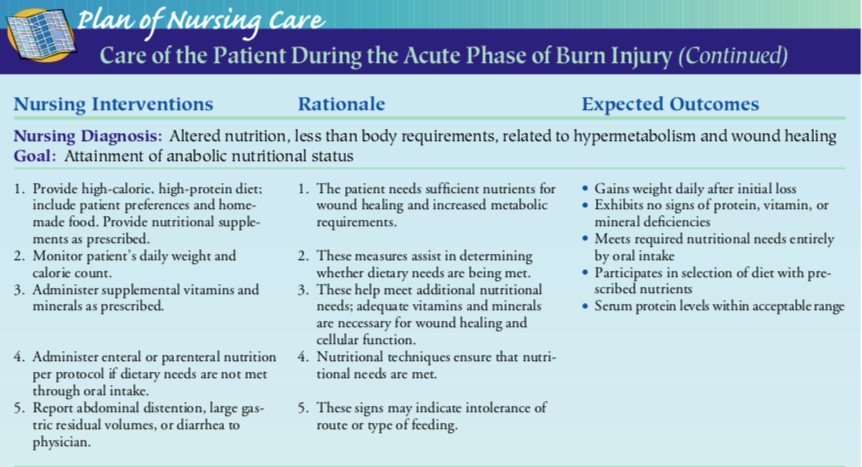 Plan of Nursing Care
Care of the Patient During the Acute Phase of Burn Injury (Continued)
Nursing Interventions
Rationale
Expected Outcomes
Nursing Diagnosis: Altered nutrition, less than body requirements, related to hypermetabolism and wound healing
Goal: Attainment of anabolic nutritional status
1. Provide high-calorie, high-protein diet;
include patient preferences and home-
made food. Provide nutritional supple-
ments as prescribed.
2. Monitor patient's daily weight and
calorie count.
3. Administer supplemental vitamins and
minerals as prescribed.
4. Administer enteral or parenteral nutrition
per protocol if dietary needs are not met
through oral intake.
5. Report abdominal distention, large gas-
tric residual volumes, or diarrhea to
physician.
1. The patient needs sufficient nutrients for
wound healing and increased metabolic
requirements.
2. These measures assist in determining
whether dietary needs are being met.
3. These help meet additional nutritional
needs; adequate vitamins and minerals
are necessary for wound healing and
cellular function.
4. Nutritional techniques ensure that nutri-
tional needs are met.
5. These signs may indicate intolerance of
route or type of feeding.
• Gains weight daily after initial loss
• Exhibits no signs of protein, vitamin, or
mineral deficiencies
• Meets required nutritional needs entirely
by oral intake
• Participates in selection of diet with pre-
scribed nutrients
• Serum protein levels within acceptable range